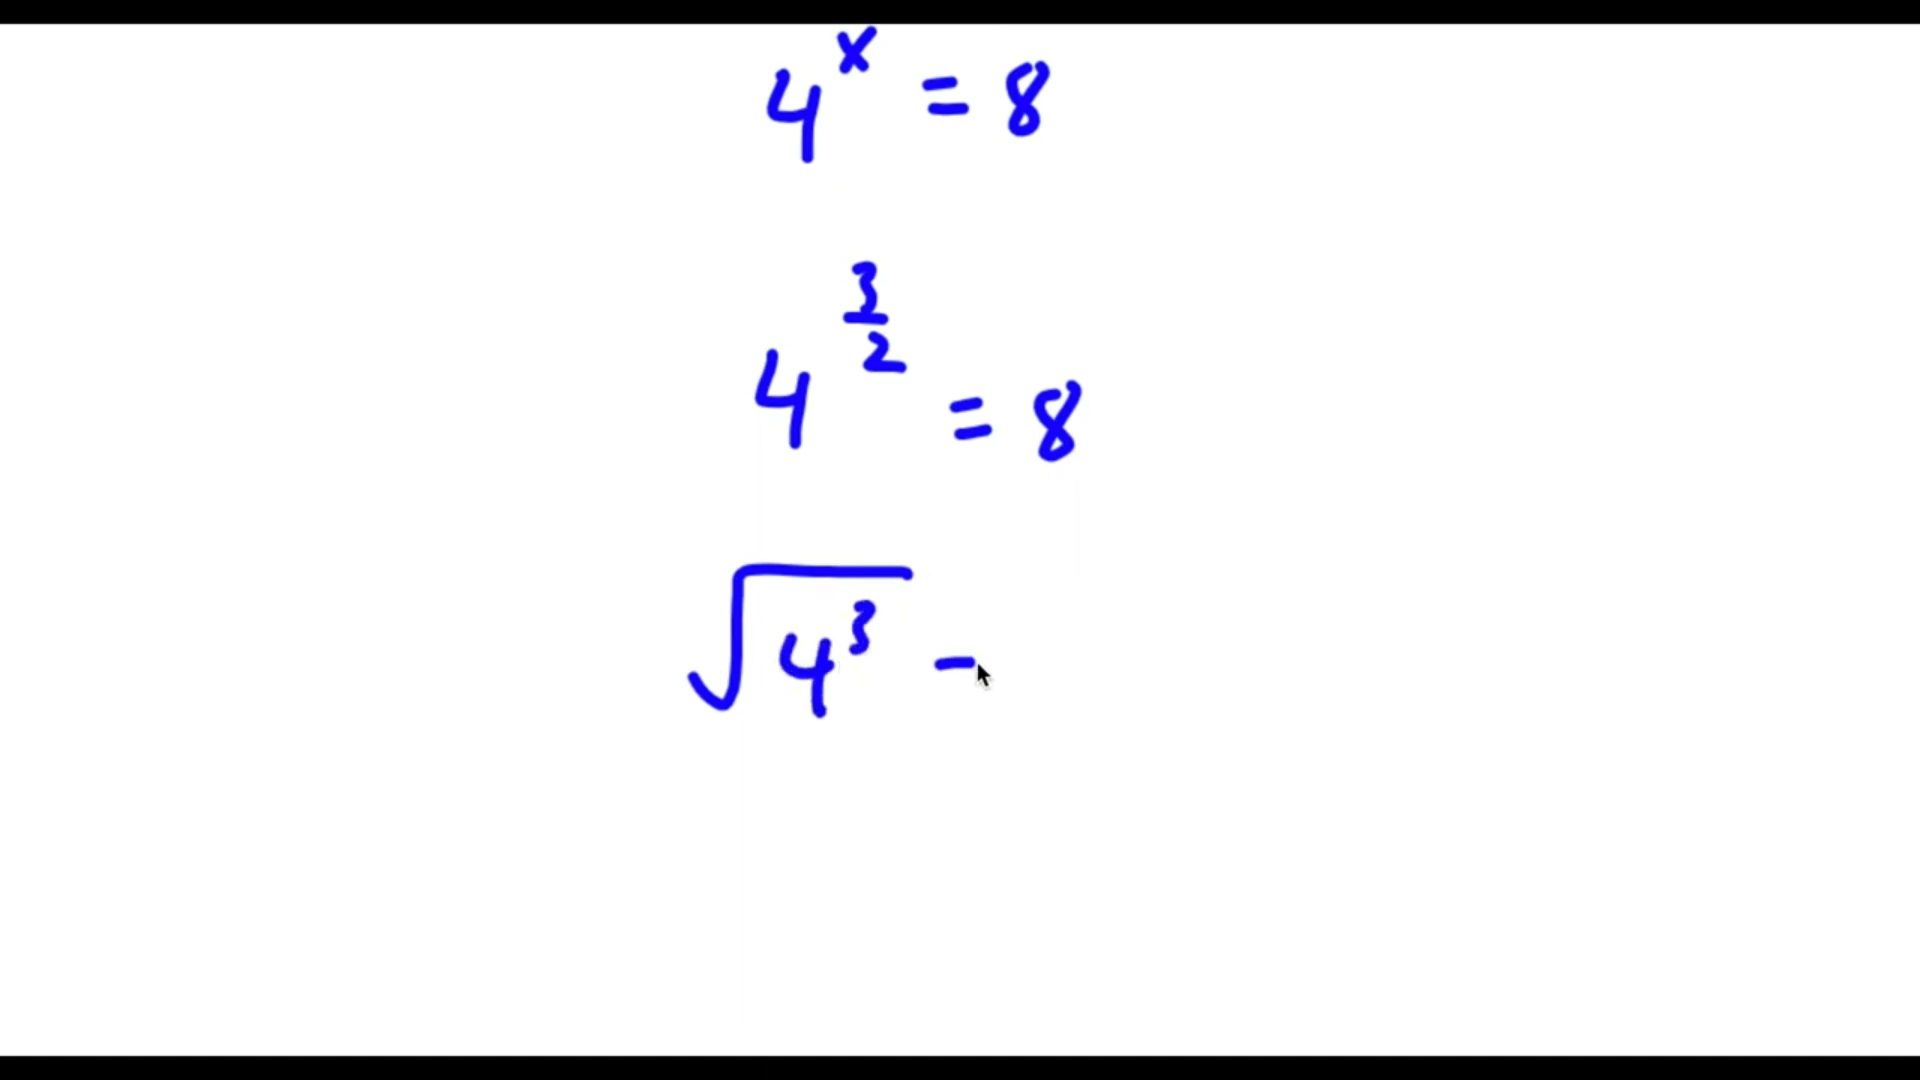 4^x = 8
4^{3/2} = 8
√(4^3) -